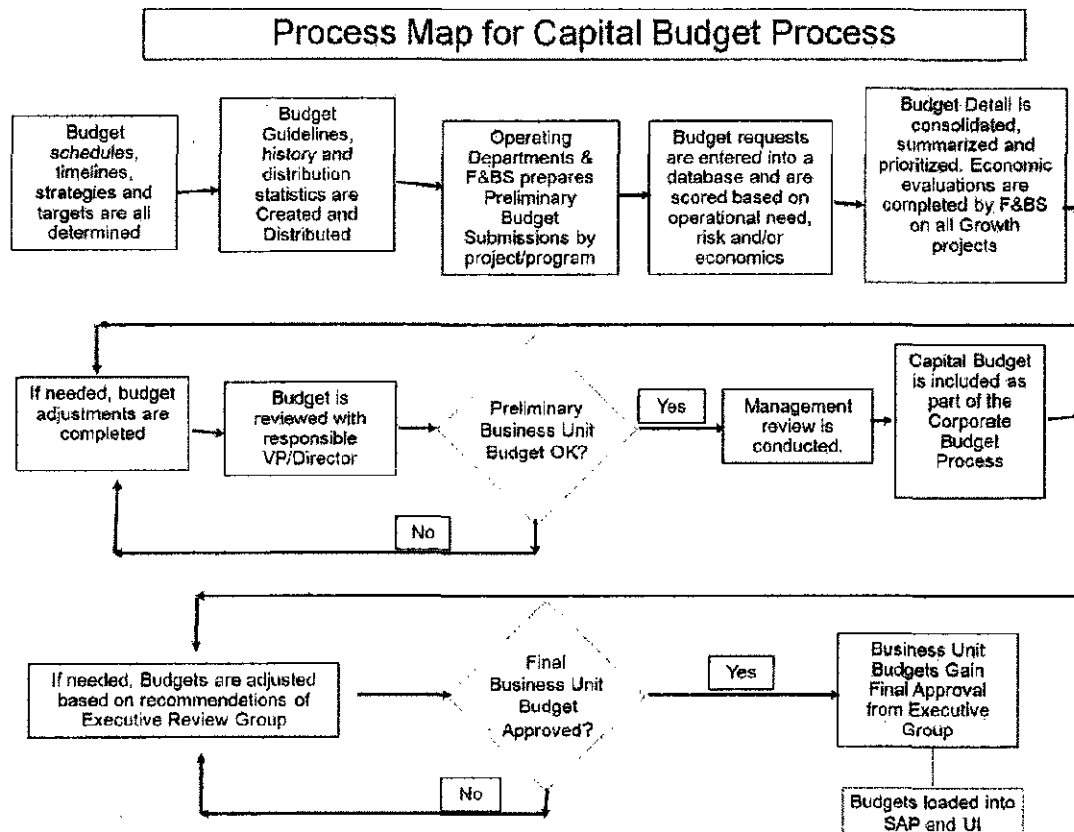 Process Map for Capital Budget Process
Budget
schedules,
timelines,
strategies and
targets are all
determined
Budget
Guidelines,
history and
distribution
statistics are
Created and
Distributed
Operating
Departments &
F&BS prepares
Preliminary
Budget
Submissions by
project/program
Budget requests
are entered into a
database and are
scored based on
operational need,
risk and/or
economics
Budget Detail is
consolidated,
summarized and
prioritized. Economic
evaluations are
completed by F&BS
on all Growth
projects
If needed, budget
adjustments are
completed
Budget is
reviewed with
responsible
VP/Director
Preliminary
Business Unit
Budget OK?
Yes
No
Management
review is
conducted.
Capital Budget
is included as
part of the
Corporate
Budget
Process
If needed, Budgets are adjusted
based on recommendations of
Executive Review Group
Final
Business Unit
Budget
Approved?
Yes
No
Business Unit
Budgets Gain
Final Approval
from Executive
Group
Budgets loaded into
SAP and UI